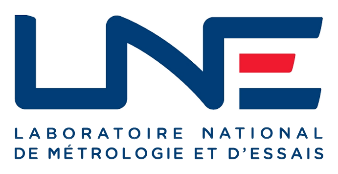 LNE
LABORATOIRE NATIONAL
DE MÉTROLOGIE ET D'ESSAIS